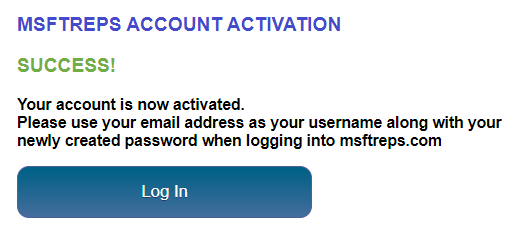 MSFTREPS ACCOUNT ACTIVATION
SUCCESS!
Your account is now activated.
Please use your email address as your username along with your
newly created password when logging into msftreps.com
Log In